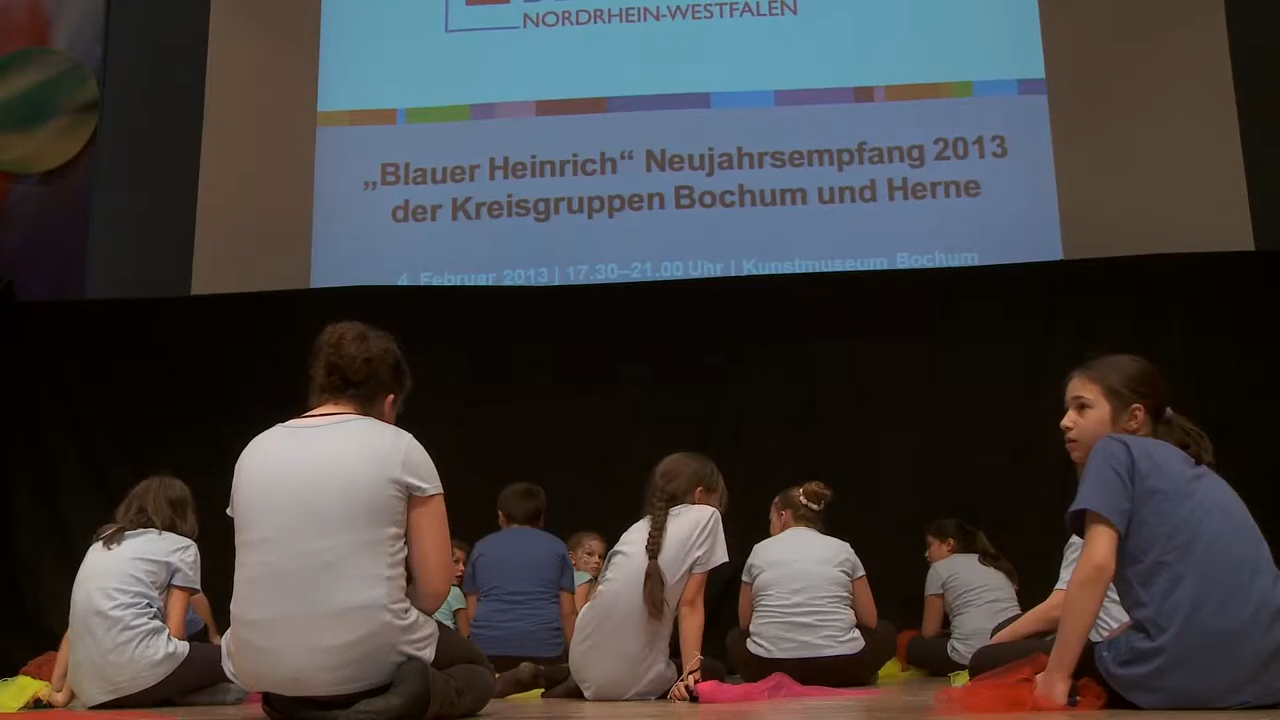 NORDRHEIN-WESTFALEN
„Blauer Heinrich“ Neujahrsempfang 2013
der Kreisgruppen Bochum und Herne
4. Februar 2013 | 17.30–21.00 Uhr | Kunstmuseum Bochum